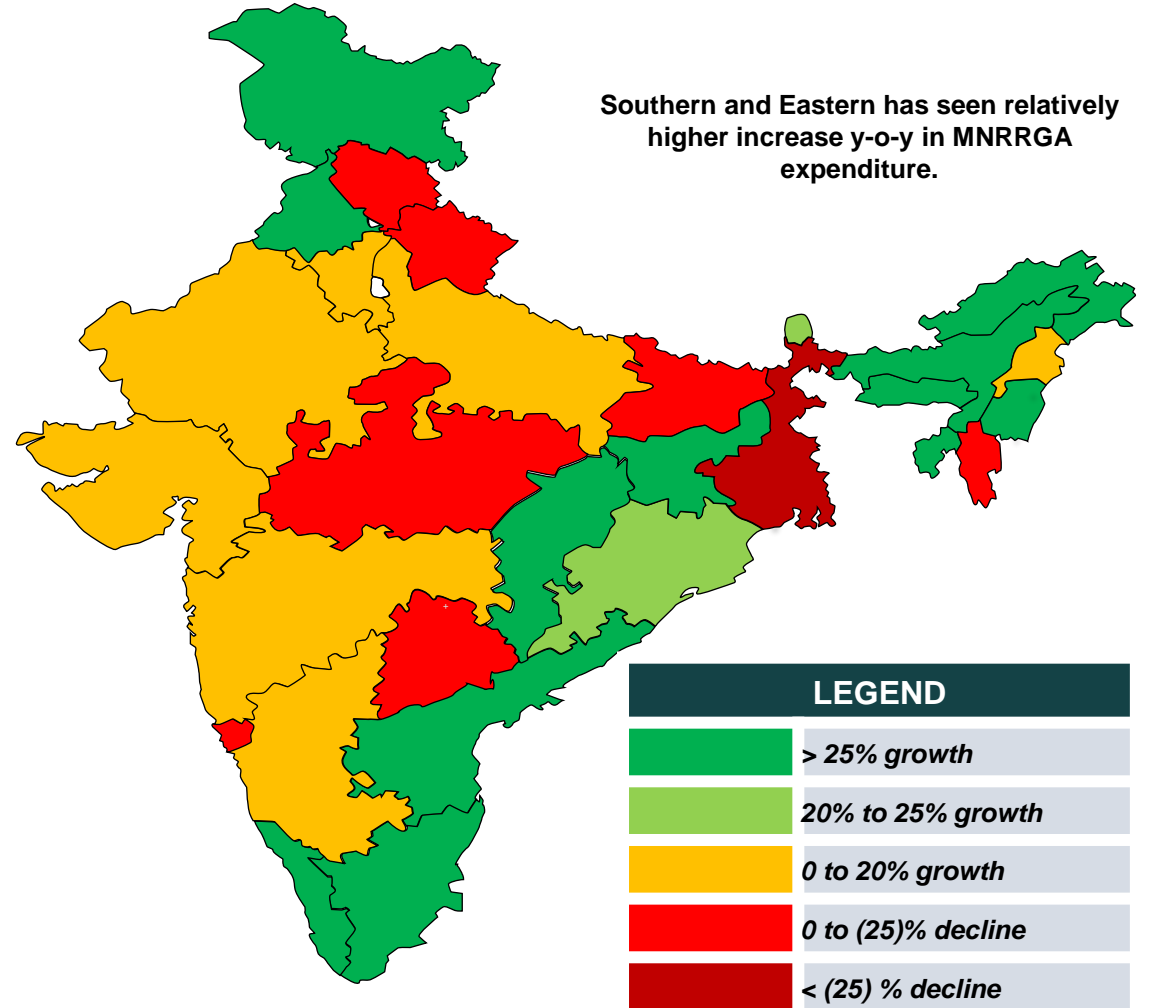 Southern and Eastern has seen relatively
higher increase y-o-y in MNRRGA
expenditure.
LEGEND
> 25% growth
20% to 25% growth
0 to 20% growth
0 to (25)% decline
< (25) % decline